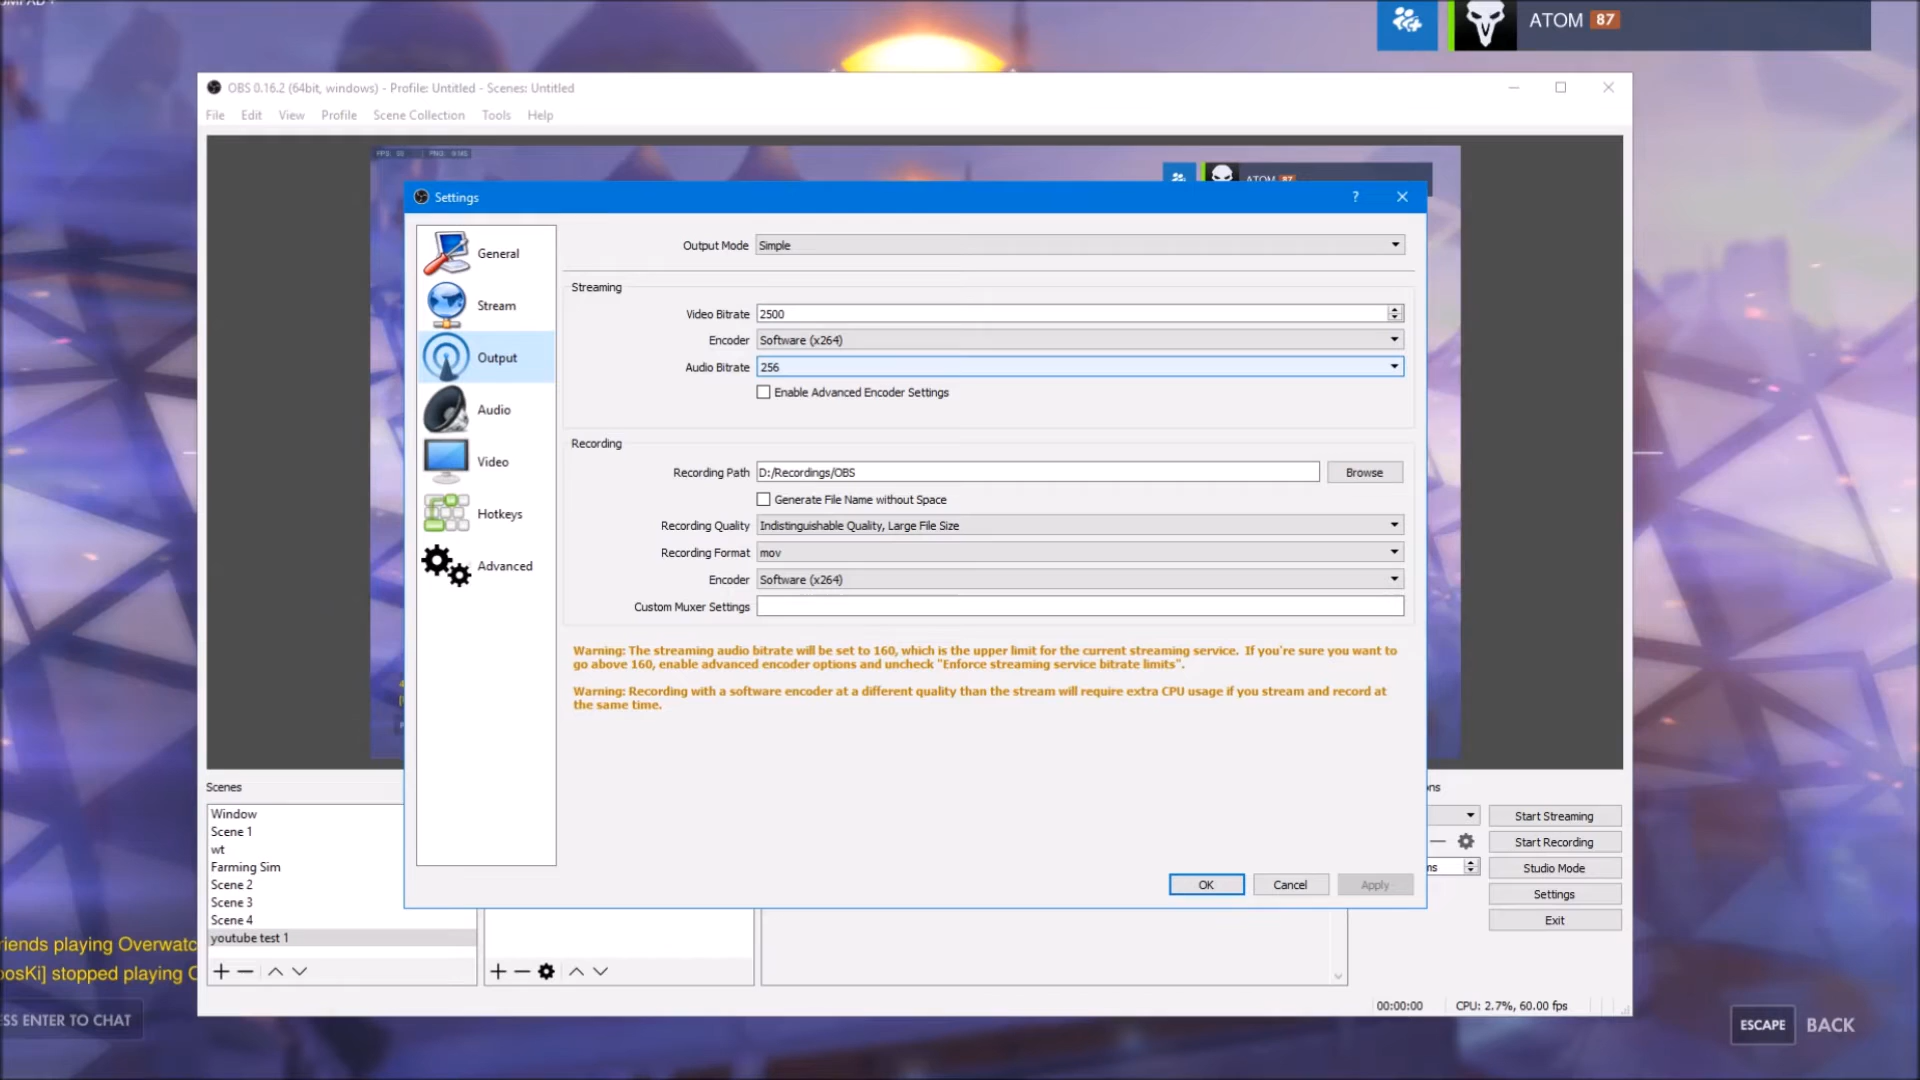 ATOM 87
OBS 0.16.2 (64bit, windows) - Profile: Untitled - Scenes: Untitled
File Edit View Profile Scene Collection Tools Help
ATOM 87
Settings
?
General
Stream
Output
Audio
Video
Hotkeys
Advanced
Output Mode Simple
Streaming
Video Bitrate 2500
Encoder Software (x264)
Audio Bitrate 256
Enable Advanced Encoder Settings
Recording
Recording Path D:/Recordings/OBS Browse
Generate File Name without Space
Recording Quality Indistinguishable Quality, Large File Size
Recording Format mov
Encoder Software (x264)
Custom Muxer Settings
Warning: The streaming audio bitrate will be set to 160, which is the upper limit for the current streaming service. If you're sure you want to
go above 160, enable advanced encoder options and uncheck "Enforce streaming service bitrate limits".
Warning: Recording with a software encoder at a different quality than the stream will require extra CPU usage if you stream and record at
the same time.
OK Cancel Apply
Scenes
Window
Scene 1
wt
Farming Sim
Scene 2
Scene 3
Scene 4
youtube test 1
ns
Start Streaming
Start Recording
ms
Studio Mode
Settings
Exit
riends playing Overwatc
oosKi] stopped playing
ESS ENTER TO CHAT
00:00:00 CPU: 2.7%, 60.00 fps
ESCAPE BACK